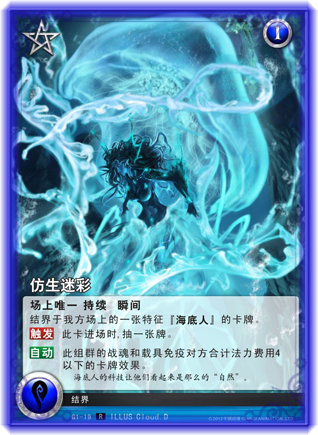 1
仿生迷彩
场上唯一 持续 瞬间
结界于我方场上的一张特征『海底人』的卡牌。
触发 此卡进场时,抽一张牌。
自动 此组群的战魂和载具免疫对方合计法力费用4
以下的卡牌效果。
海底人的科技让他们看起来是那么的“自然”。
结界
G1-18 R ILLUS Cloud.D